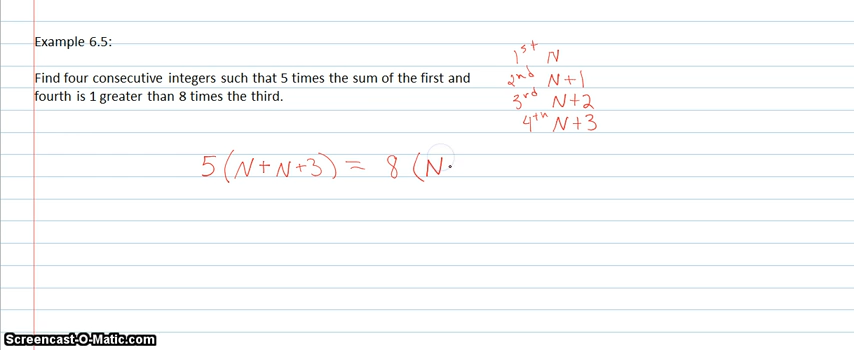 Example 6.5:
Find four consecutive integers such that 5 times the sum of the first and
fourth is 1 greater than 8 times the third.
1st N
2nd N+1
3rd N+2
4th N+3
5(N+N+3) = 8 (N
Screencast-O-Matic.com